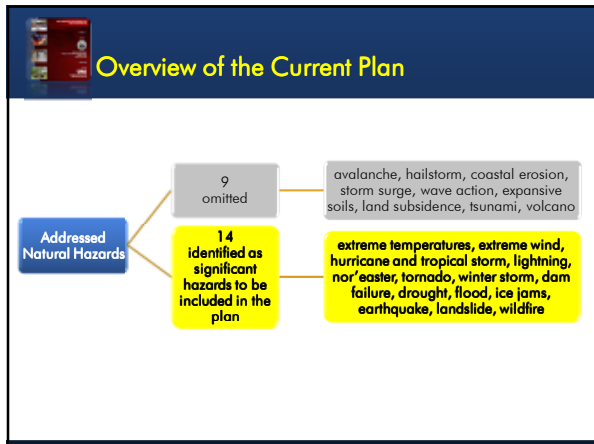 Overview of the Current Plan
Addressed
Natural Hazards
9
omitted
avalanche, hailstorm, coastal erosion,
storm surge, wave action, expansive
soils, land subsidence, tsunami, volcano
14
identified as
significant
hazards to be
included in the
plan
extreme temperatures, extreme wind,
hurricane and tropical storm, lightning,
nor’easter, tornado, winter storm, dam
failure, drought, flood, ice jams,
earthquake, landslide, wildfire